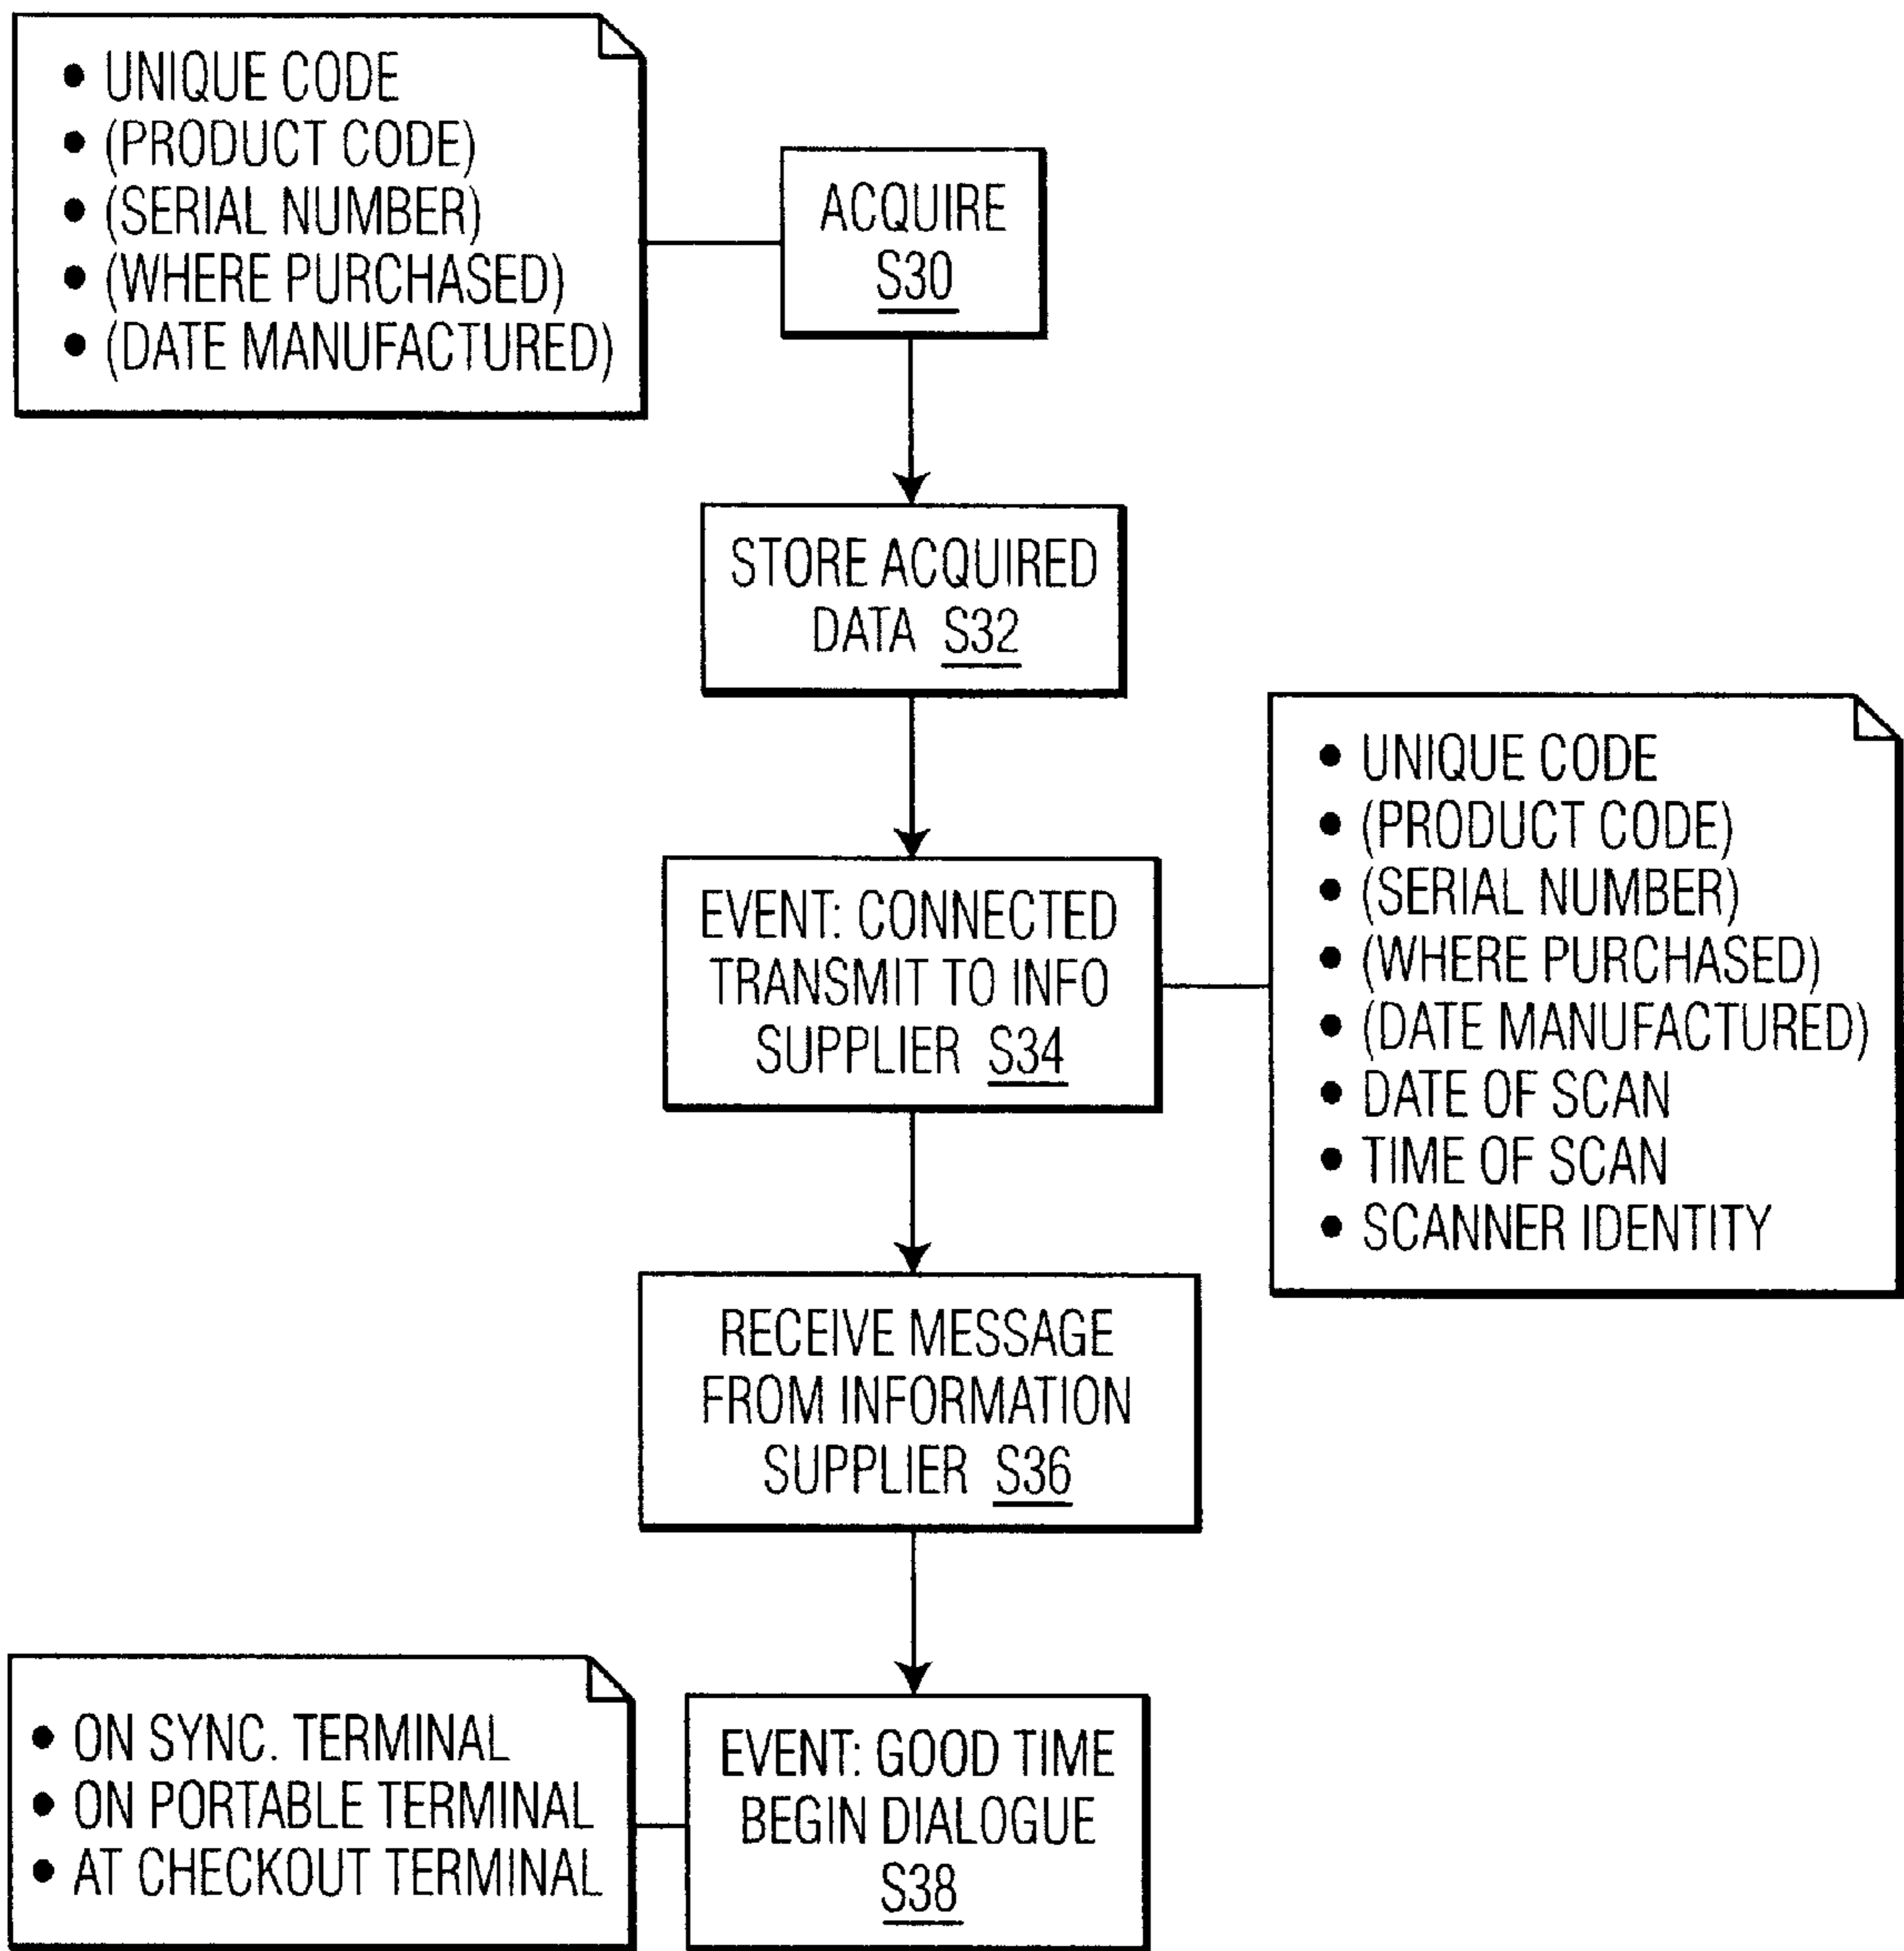 • UNIQUE CODE
• (PRODUCT CODE)
• (SERIAL NUMBER)
• (WHERE PURCHASED)
• (DATE MANUFACTURED)
ACQUIRE
S30
STORE ACQUIRED
DATA S32
EVENT: CONNECTED
TRANSMIT TO INFO
SUPPLIER S34
• UNIQUE CODE
• (PRODUCT CODE)
• (SERIAL NUMBER)
• (WHERE PURCHASED)
• (DATE MANUFACTURED)
• DATE OF SCAN
• TIME OF SCAN
• SCANNER IDENTITY
RECEIVE MESSAGE
FROM INFORMATION
SUPPLIER S36
• ON SYNC. TERMINAL
• ON PORTABLE TERMINAL
• AT CHECKOUT TERMINAL
EVENT: GOOD TIME
BEGIN DIALOGUE
S38